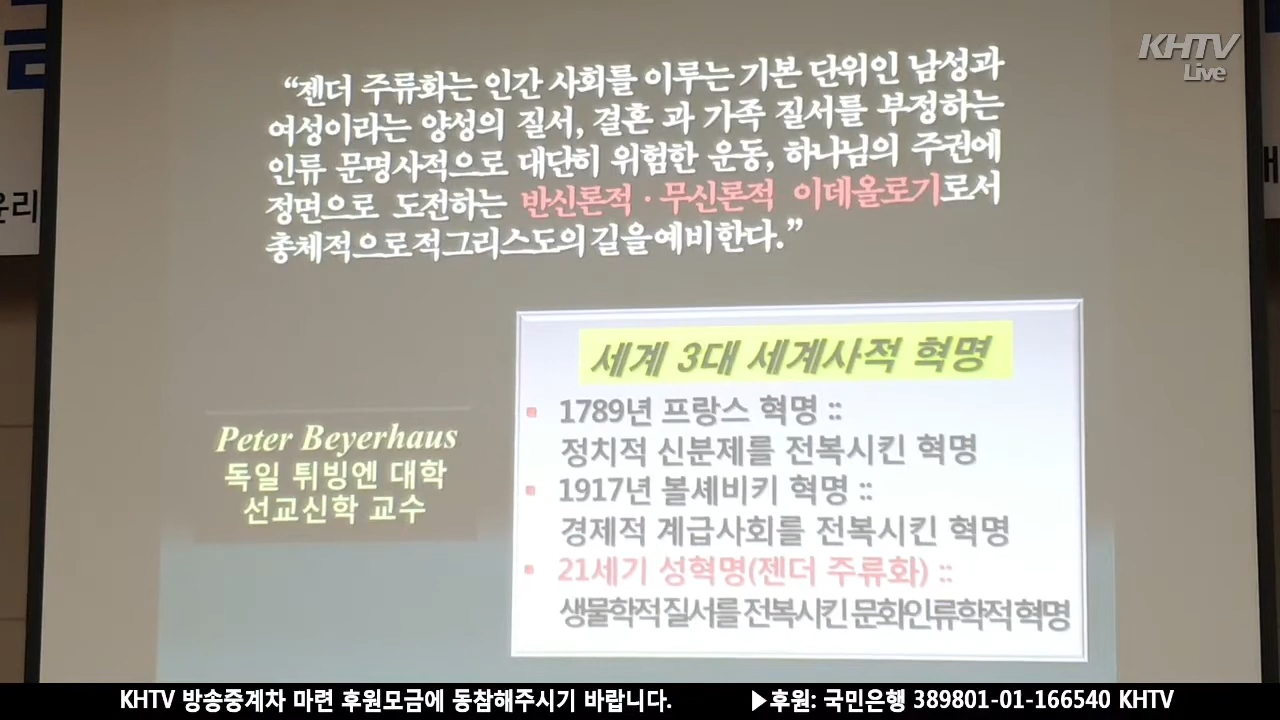 KHTV
Live
“젠더 주류화는 인간 사회를 이루는 기본 단위인 남성과
여성이라는 양성의 질서, 결혼 과 가족 질서를 부정하는
인류 문명사적으로 대단히 위험한 운동, 하나님의 주권에
정면으로 도전하는 반신론적·무신론적 이데올로기로서
총체적으로 적그리스도의 길을 예비한다.”
Peter Beyerhaus
독일 튀빙엔 대학
선교신학 교수
세계 3대 세계사적 혁명
1789년 프랑스 혁명 ::
정치적 신분제를 전복시킨 혁명
1917년 볼셰비키 혁명 ::
경제적 계급사회를 전복시킨 혁명
21세기 성혁명(젠더 주류화) ::
생물학적 질서를 전복시킨 문화인류학적 혁명
KHTV 방송중계차 마련 후원모금에 동참해주시기 바랍니다.
▶후원: 국민은행 389801-01-166540 KHTV